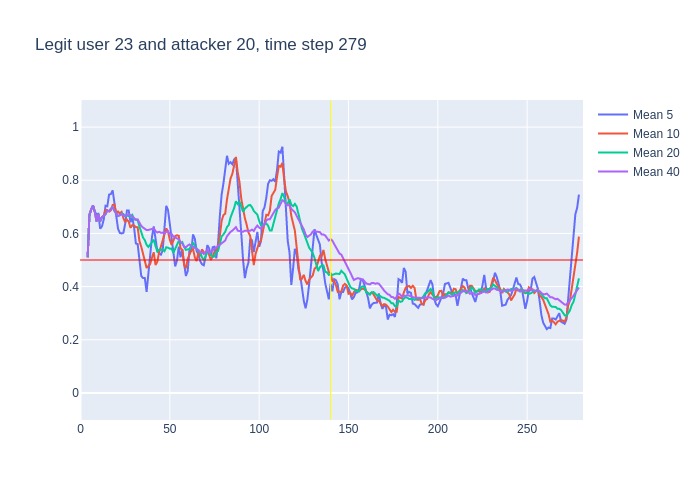 Legit user 23 and attacker 20, time step 279
Mean 5
Mean 10
Mean 20
Mean 40
1
0.8
0.6
0.4
0.2
0
0 50 100 150 200 250